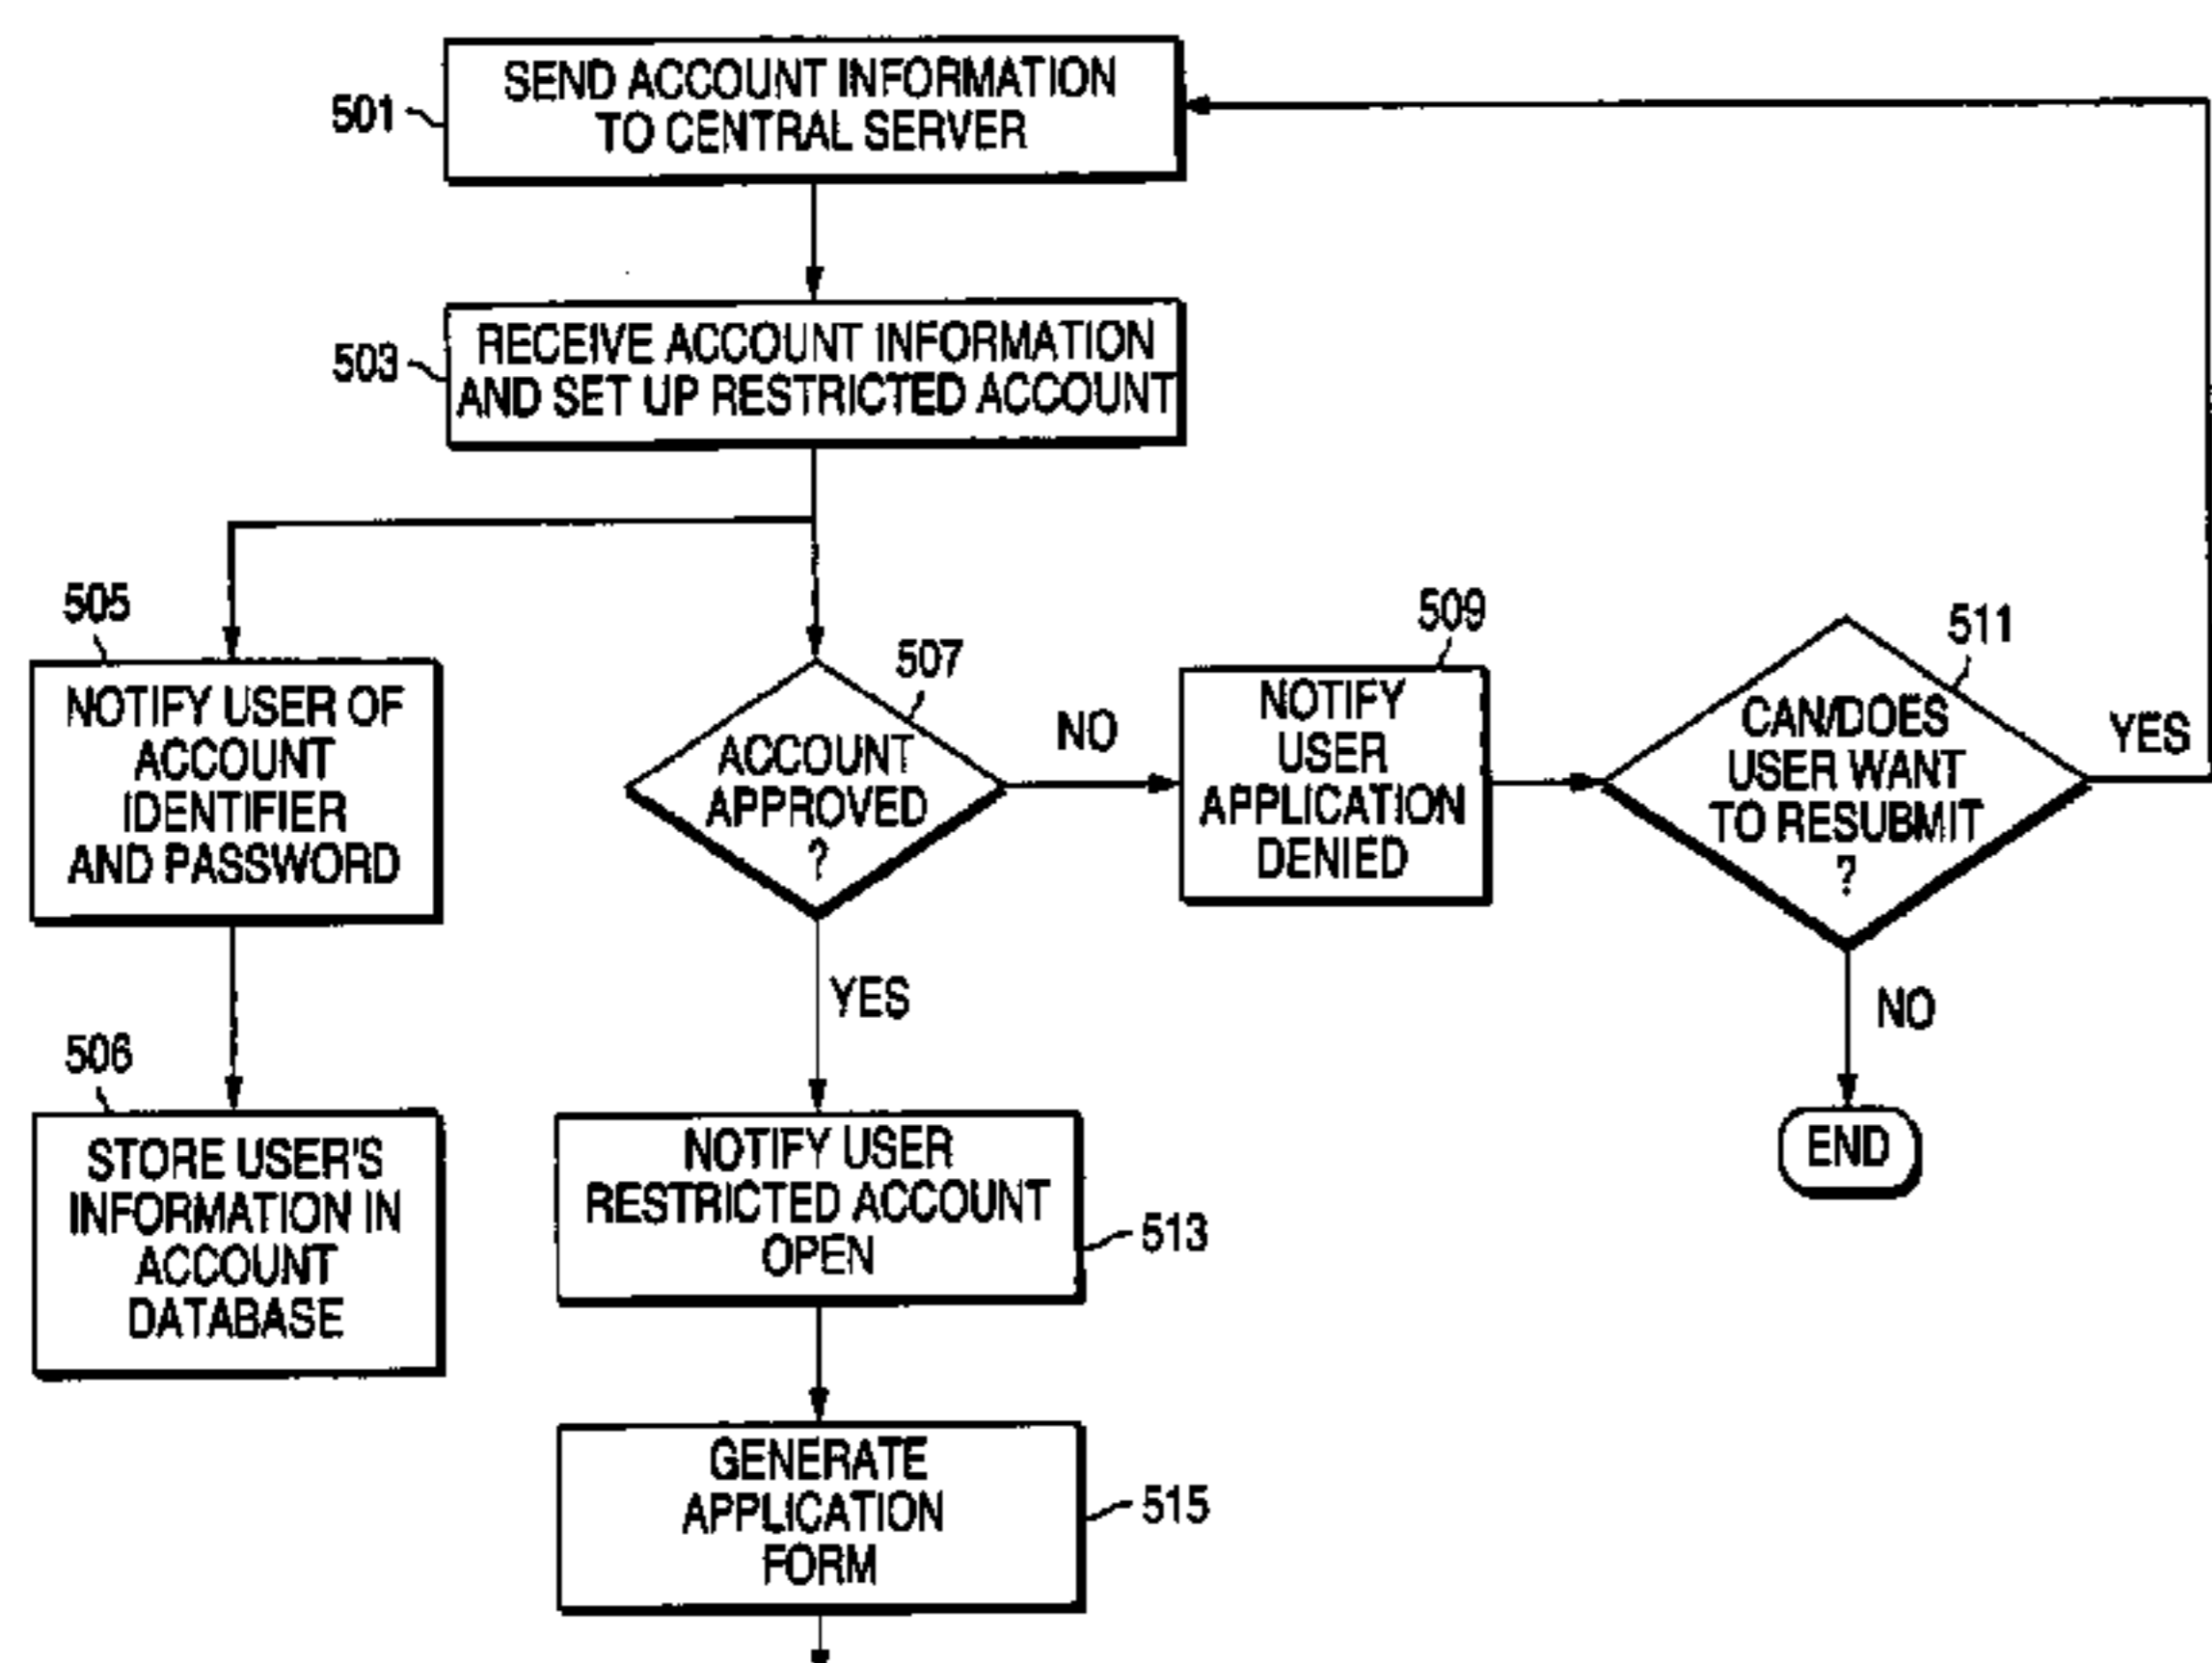 SEND ACCOUNT INFORMATION
TO CENTRAL SERVER
501
RECEIVE ACCOUNT INFORMATION
AND SET UP RESTRICTED ACCOUNT
503
505
NOTIFY USER OF
ACCOUNT
IDENTIFIER
AND PASSWORD
507
ACCOUNT
APPROVED
?
NO
509
NOTIFY
USER
APPLICATION
DENIED
511
CAN/DOES
USER WANT
TO RESUBMIT
?
YES
YES
NO
506
STORE USER'S
INFORMATION IN
ACCOUNT
DATABASE
NOTIFY USER
RESTRICTED ACCOUNT
OPEN
513
END
GENERATE
APPLICATION
FORM
515